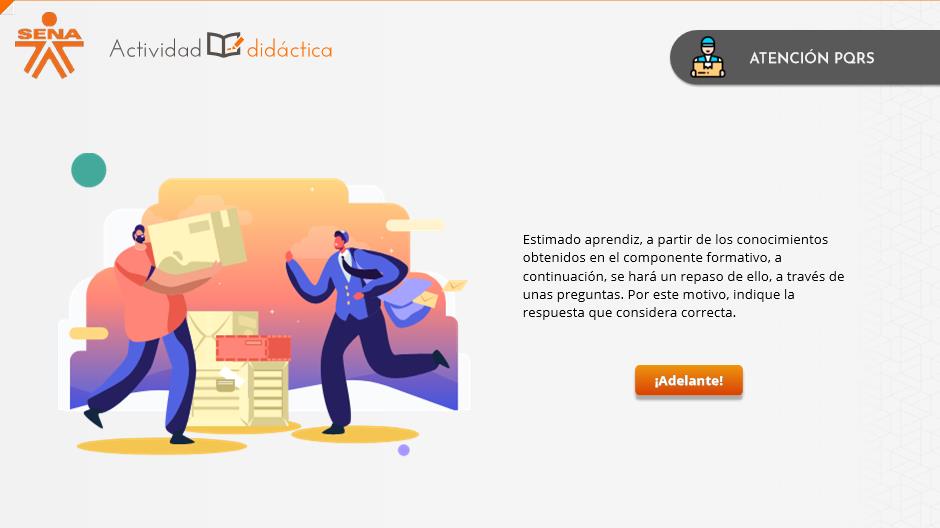 SENA
Actividad didáctica
ATENCIÓN PQRS
Estimado aprendiz, a partir de los conocimientos
obtenidos en el componente formativo, a
continuación, se hará un repaso de ello, a través de
unas preguntas. Por este motivo, indique la
respuesta que considera correcta.
¡Adelante!